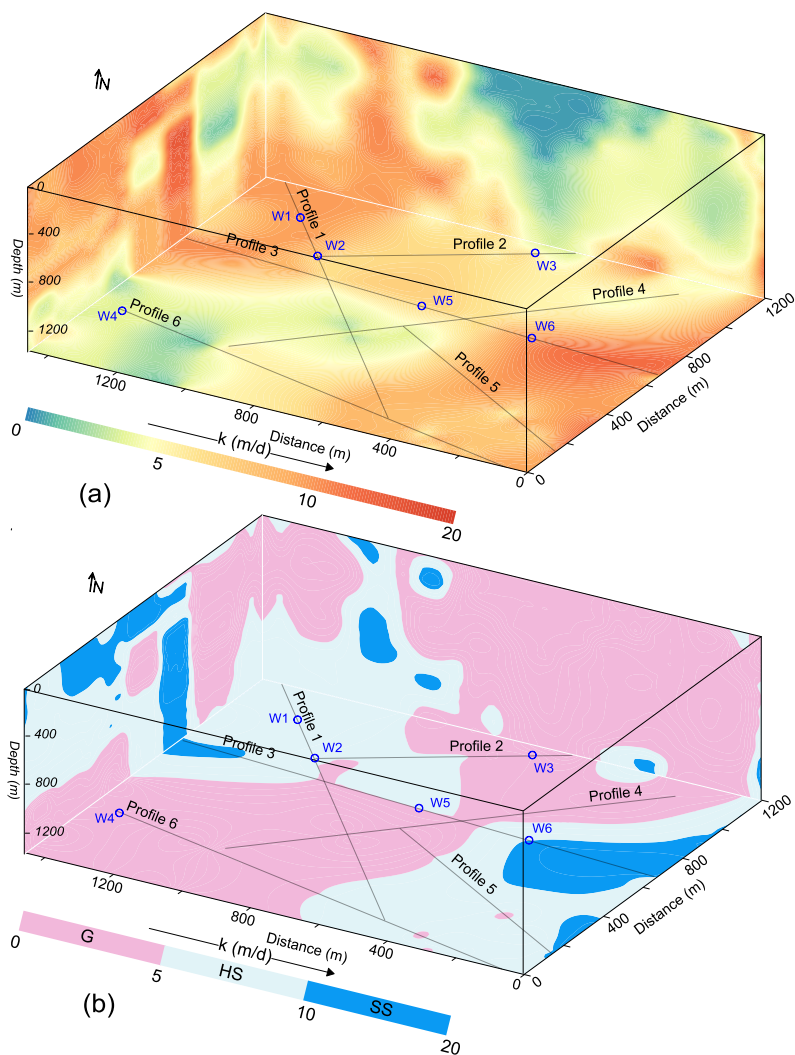 N
Profile 1
W1
W2
Profile 2
W3
Profile 3
Profile 4
W5
W4
Profile 6
W6
Profile 5
0
400
800
1200
Depth (m)
1200
800
400
0
Distance (m)
0
400
800
1200
Distance (m)
k (m/d)
0
5
10
20
(a)
N
Profile 1
W1
W2
Profile 2
W3
Profile 3
Profile 4
W5
W4
Profile 6
W6
Profile 5
0
400
800
1200
Depth (m)
1200
800
400
0
Distance (m)
0
400
800
1200
Distance (m)
k (m/d)
G
HS
SS
0
5
10
20
(b)